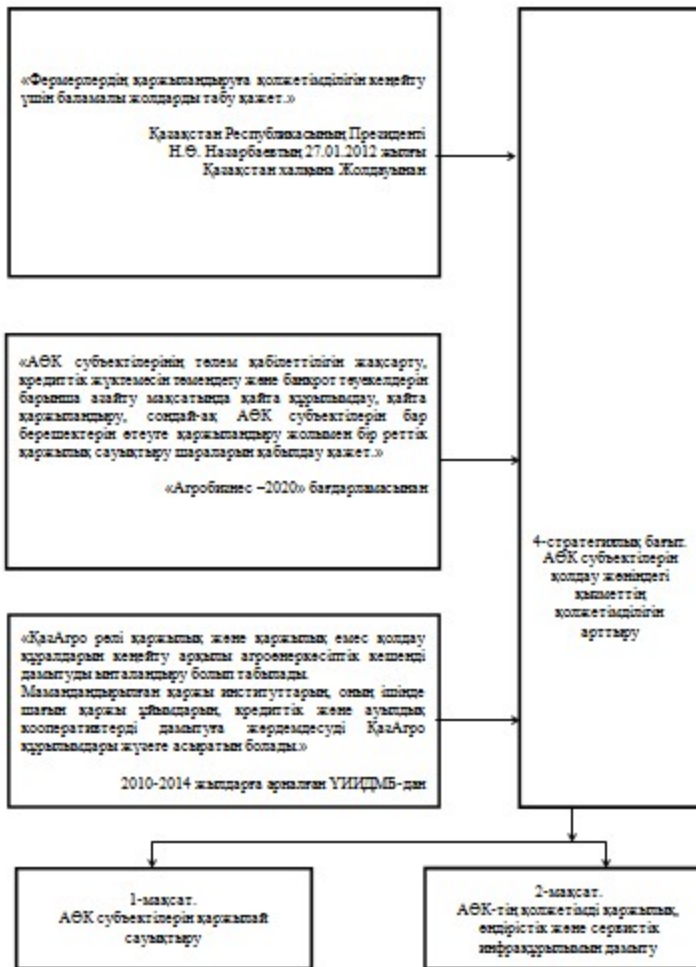 «Фермерлердің қаржыландыруға қолжетімділігін кеңейту
үшін баламалы жолдарды табу қажет.»
Қазақстан Республикасының Президенті
Н.Ә. Назарбаевтың 27.01.2012 жылғы
Қазақстан халқына Жолдауынан
«АӨК субъектілерінің төлем қабілеттілігін жақсарту,
кредиттік жүктемесін төмендету және банкрот тәуекелдерін
барынша азайту мақсатында қайта құрылымдау, қайта
қаржыландыру, сондай-ақ АӨК субъектілерін бар
берешектерін өтеуге қаржыландыру жолымен бір реттік
қаржылық сауықтыру шараларын қабылдау қажет.»
«Агробизнес –2020» бағдарламасынан
«ҚазАгро рөлі қаржылық және қаржылық емес қолдау
құралдарын кеңейту арқылы агроөнеркәсіптік кешенді
дамытуды ынталандыру болып табылады.
Мамандандырылған қаржы институттарын, оның ішінде
шағын қаржы ұйымдарын, кредиттік және ауылдық
кооперативтерді дамытуға жәрдемдесуді ҚазАгро
құрылымдары жүзеге асыратын болады.»
2010-2014 жылдарға арналған ҮИИДМБ-дан
4-стратегиялық бағыт.
АӨК субъектілерін
қолдау жөніндегі
қызметтің
қолжетімділігін
арттыру
1-мақсат.
АӨК субъектілерін қаржылай
сауықтыру
2-мақсат.
АӨК-тің қолжетімді қаржылық,
өндірістік және сервистік
инфрақұрылымын дамыту